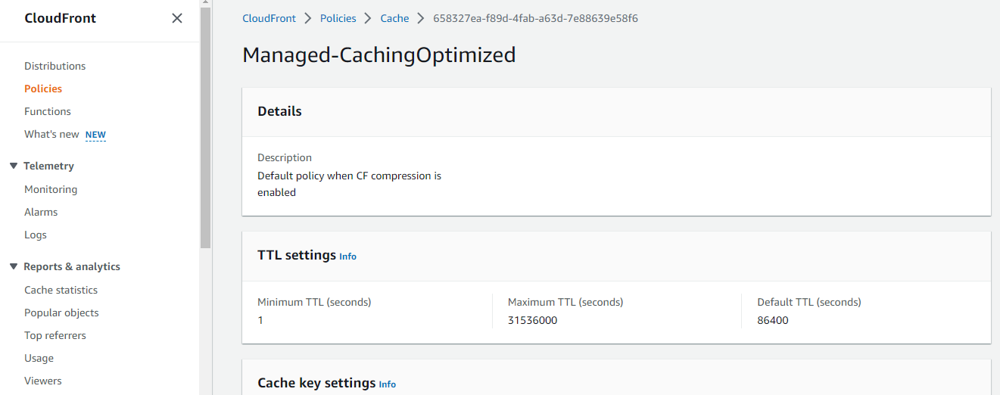 CloudFront
Distributions
Policies
Functions
What's new NEW
Telemetry
Monitoring
Alarms
Logs
Reports & analytics
Cache statistics
Popular objects
Top referrers
Usage
Viewers
CloudFront > Policies > Cache > 658327ea-f89d-4fab-a63d-7e88639e58f6
Managed-CachingOptimized
Details
Description
Default policy when CF compression is
enabled
TTL settings Info
Minimum TTL (seconds)
1
Maximum TTL (seconds)
31536000
Default TTL (seconds)
86400
Cache key settings Info